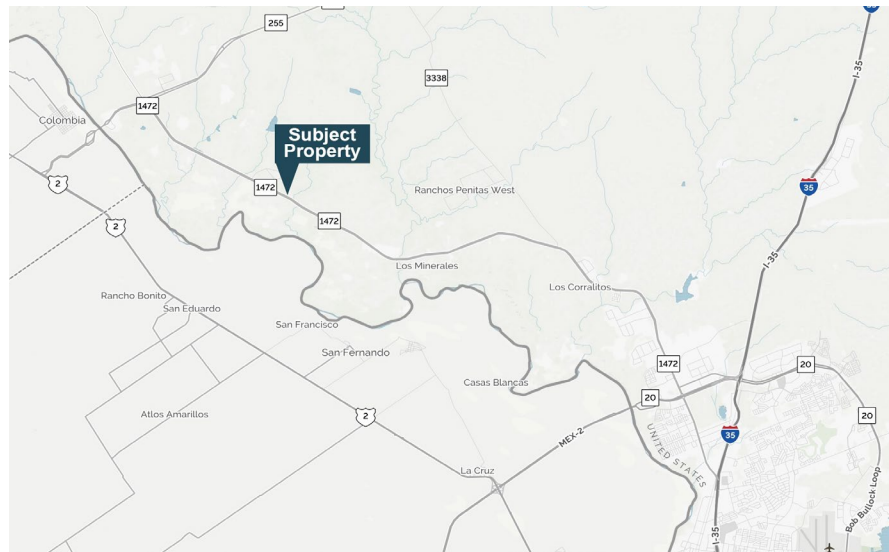 255
35
3338
I-35
1472
Colombia
Subject
Property
2
1472
Ranchos Penitas West
35
2
1472
I-35
Los Minerales
Los Corralitos
Rancho Bonito
San Eduardo
San Francisco
San Fernando
1472
20
Casas Blancas
20
Atlos Amarillos
2
20
35
MEX-2
UNITED STATES
La Cruz
Bob Bullock Loop
I-35